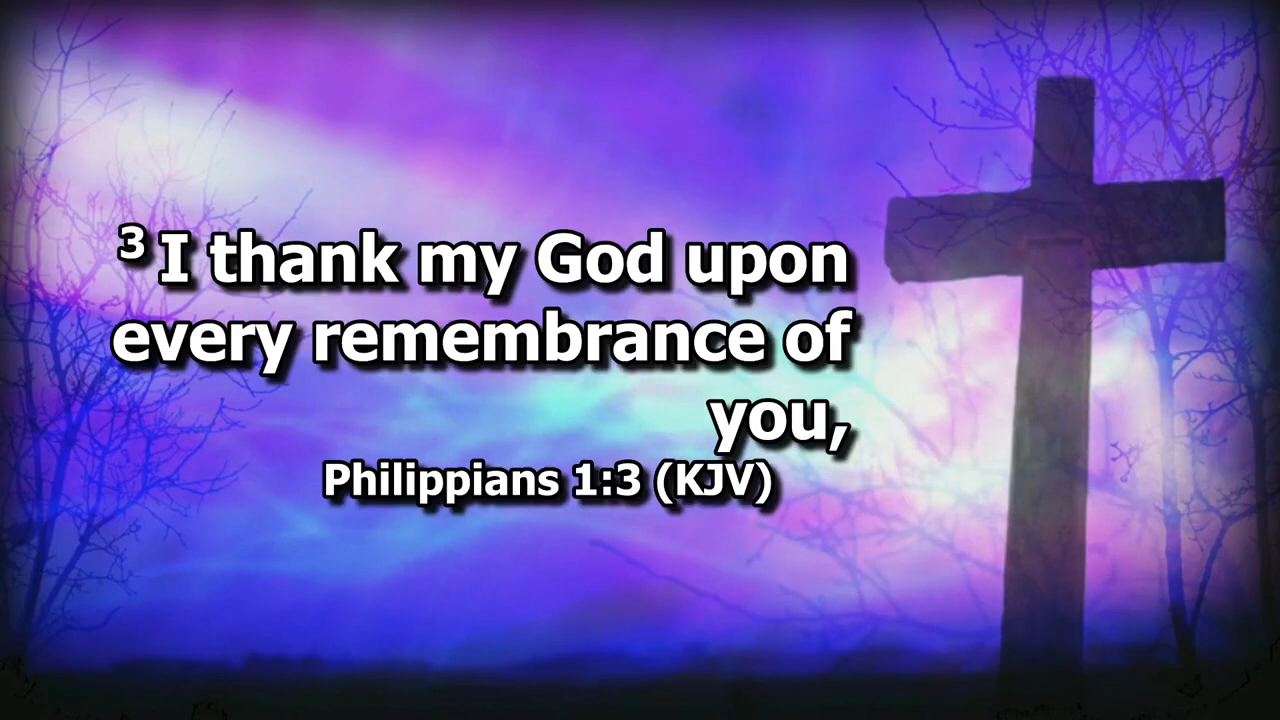 ³ I thank my God upon
every remembrance of
you,
Philippians 1:3 (KJV)